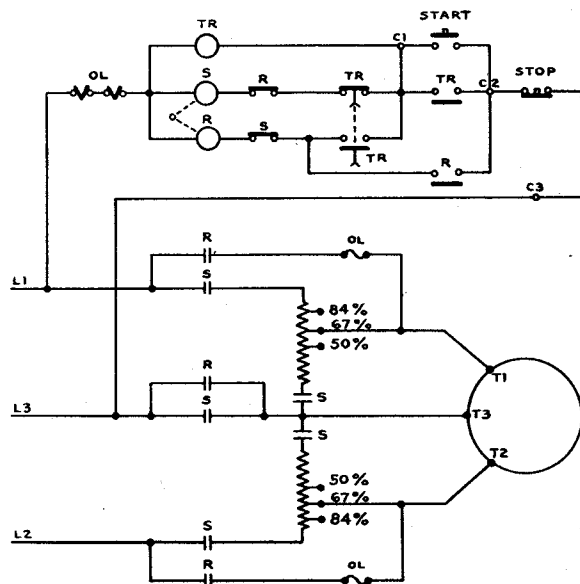 START
TR
C1
OL
S
R
TR
TR
C2
STOP
R
S
TR
R
C3
R
OL
L1
S
84%
67%
50%
R
S
T1
L3
S
T3
S
T2
50%
67%
84%
L2
S
R
OL